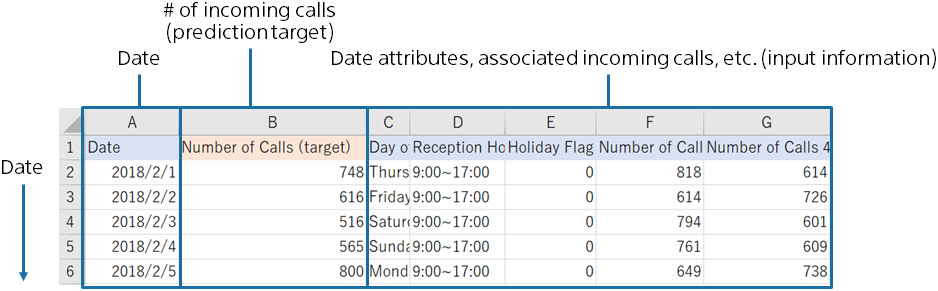 # of incoming calls
(prediction target)
Date
Date attributes, associated incoming calls, etc. (input information)
A B C D E F G
1 Date Number of Calls (target) Day o Reception Ho Holiday Flag Number of Call Number of Calls 4
Date
2 2018/2/1 748 Thurs 9:00~17:00 0 818 614
3 2018/2/2 616 Friday 9:00~17:00 0 614 726
4 2018/2/3 516 Satur 9:00~17:00 0 794 601
5 2018/2/4 565 Sunda 9:00~17:00 0 761 609
6 2018/2/5 800 Mond 9:00~17:00 0 649 738